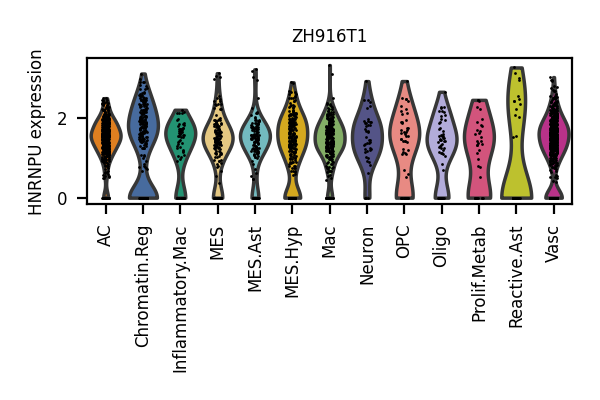 ZH916T1
HNRNPU expression
2
0
AC
Chromatin.Reg
Inflammatory.Mac
MES
MES.Ast
MES.Hyp
Mac
Neuron
OPC
Oligo
Prolif.Metab
Reactive.Ast
Vasc